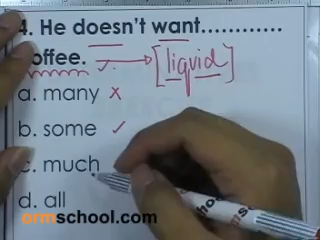 4. He doesn't want............
coffee. → [liquid]
a. many x
b. some ✓
c. much
d. all
ormschool.com